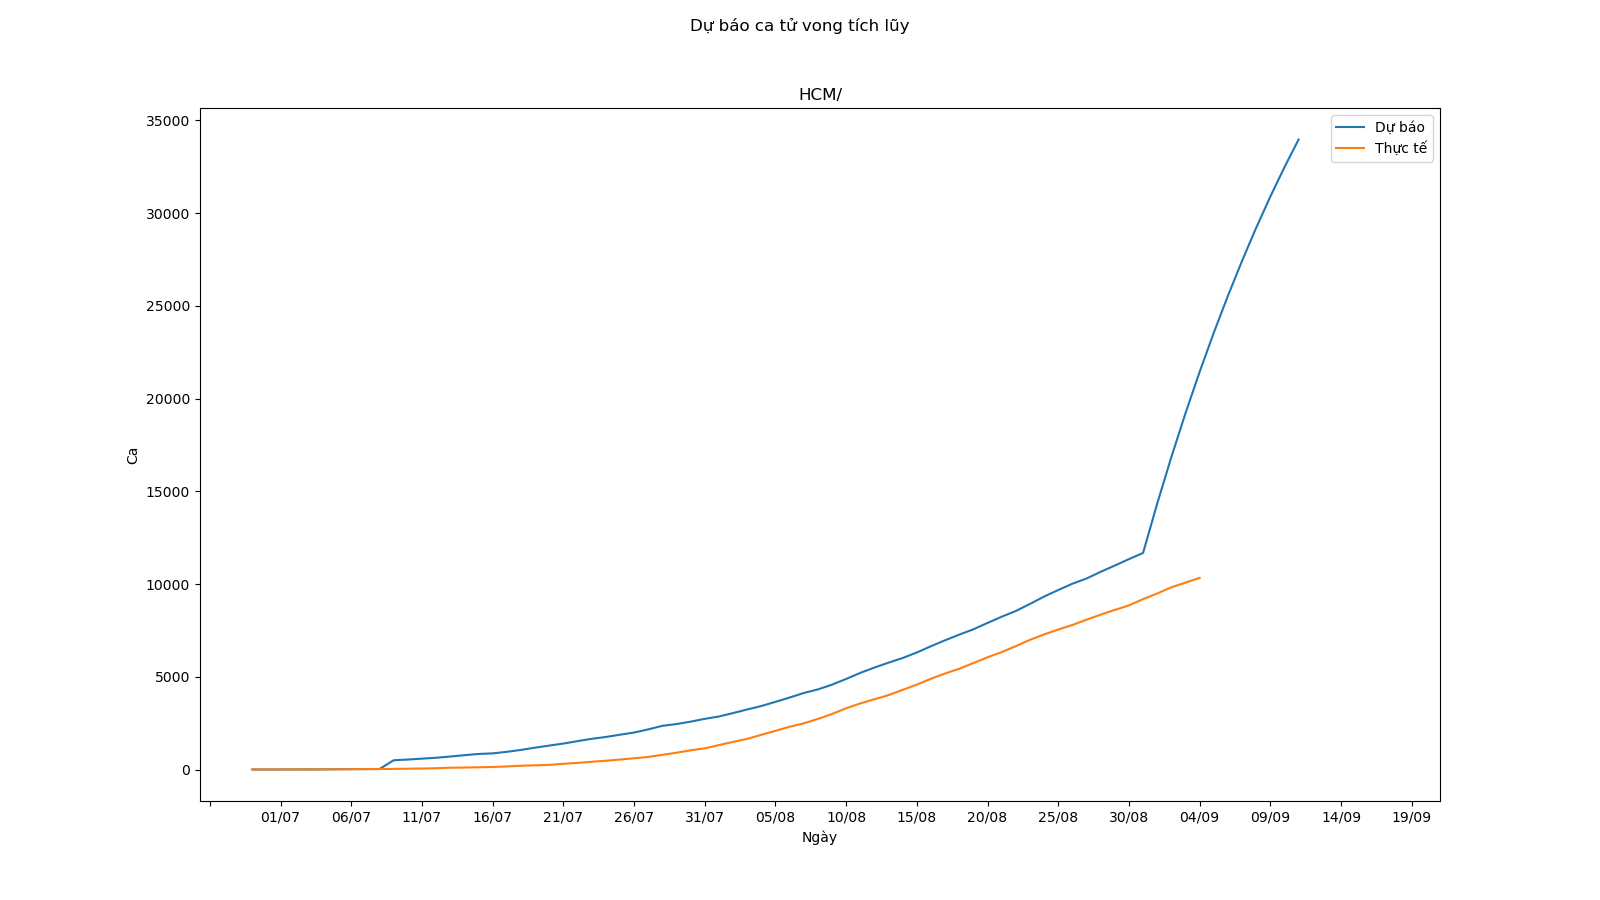 Dự báo ca tử vong tích lũy
HCM/
35000
30000
25000
20000
15000
10000
5000
0
Ca
Dự báo
Thực tế
01/07 06/07 11/07 16/07 21/07 26/07 31/07 05/08 10/08 15/08 20/08 25/08 30/08 04/09 09/09 14/09 19/09
Ngày